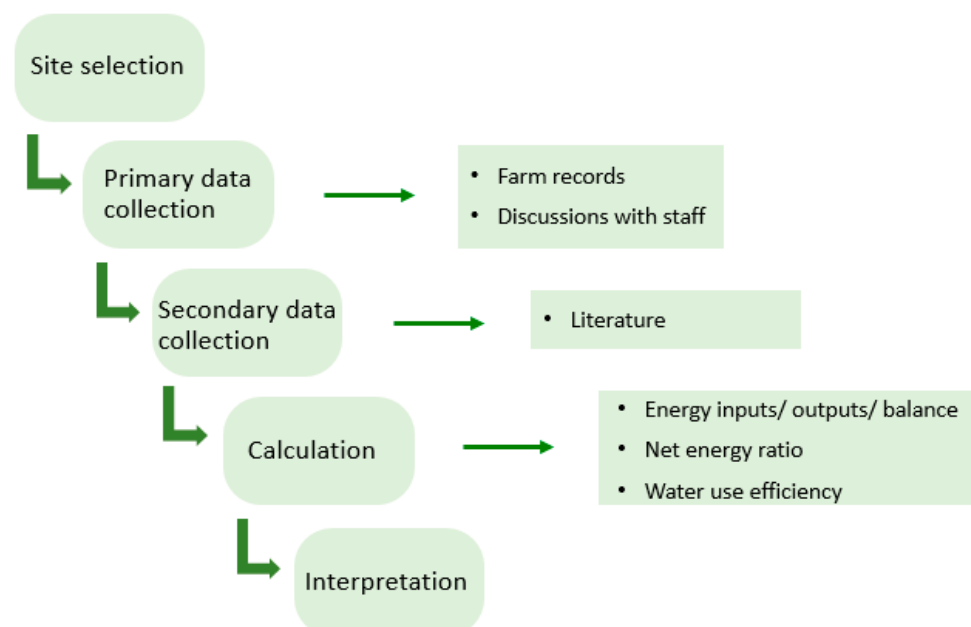 Site selection
Primary data
collection
• Farm records
• Discussions with staff
Secondary data
collection
• Literature
Calculation
• Energy inputs/ outputs/ balance
• Net energy ratio
• Water use efficiency
Interpretation